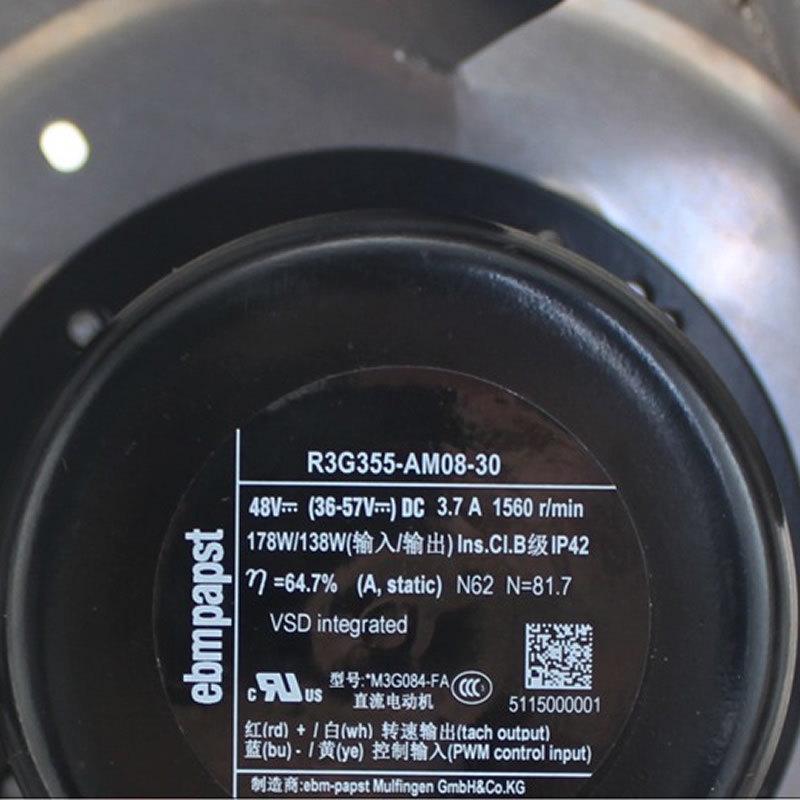 R3G355-AM08-30
48V⎓ (36-57V⎓) DC 3.7 A 1560 r/min
178W/138W(输入/输出) Ins.Cl.B级 IP42
η =64.7% (A, static) N62 N=81.7
VSD integrated
ebmpapst
c RU US
型号:*M3G084-FA
直流电动机
CCC
5115000001
红(rd) + / 白(wh) 转速输出(tach output)
蓝(bu) - / 黄(ye) 控制输入(PWM control input)
制造商:ebm-papst Mulfingen GmbH&Co.KG